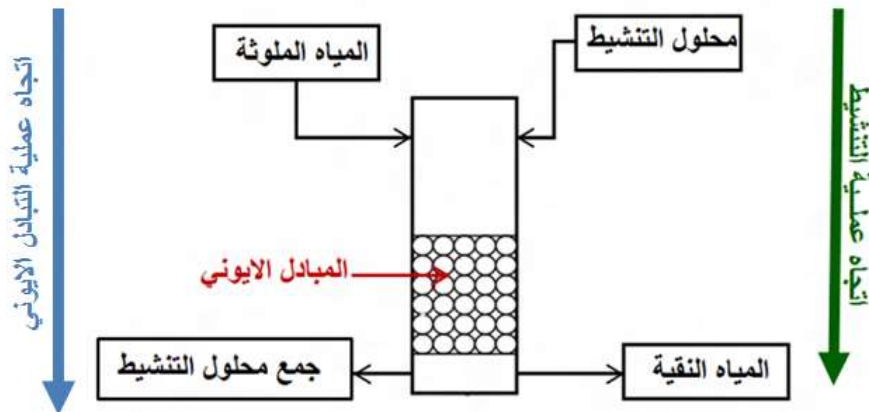 المياه الملوثة
محلول التنشيط
اتجاه عملية التبادل الايوني
اتجاه عملية التنشيط
المبادل الايوني
جمع محلول التنشيط
المياه النقية